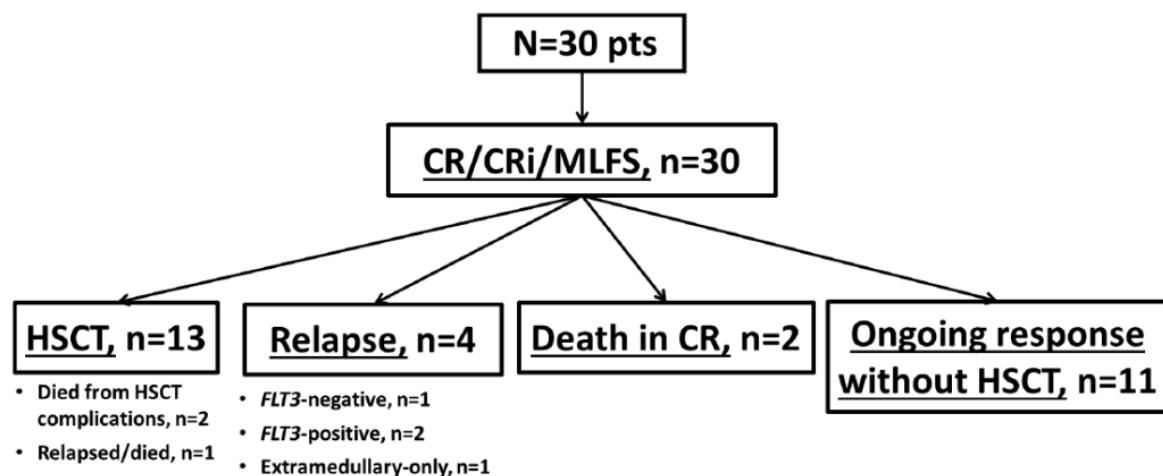 N=30 pts
CR/CRi/MLFS, n=30
HSCT, n=13
• Died from HSCT
complications, n=2
• Relapsed/died, n=1
Relapse, n=4
• FLT3-negative, n=1
• FLT3-positive, n=2
• Extramedullary-only, n=1
Death in CR, n=2
Ongoing response
without HSCT, n=11